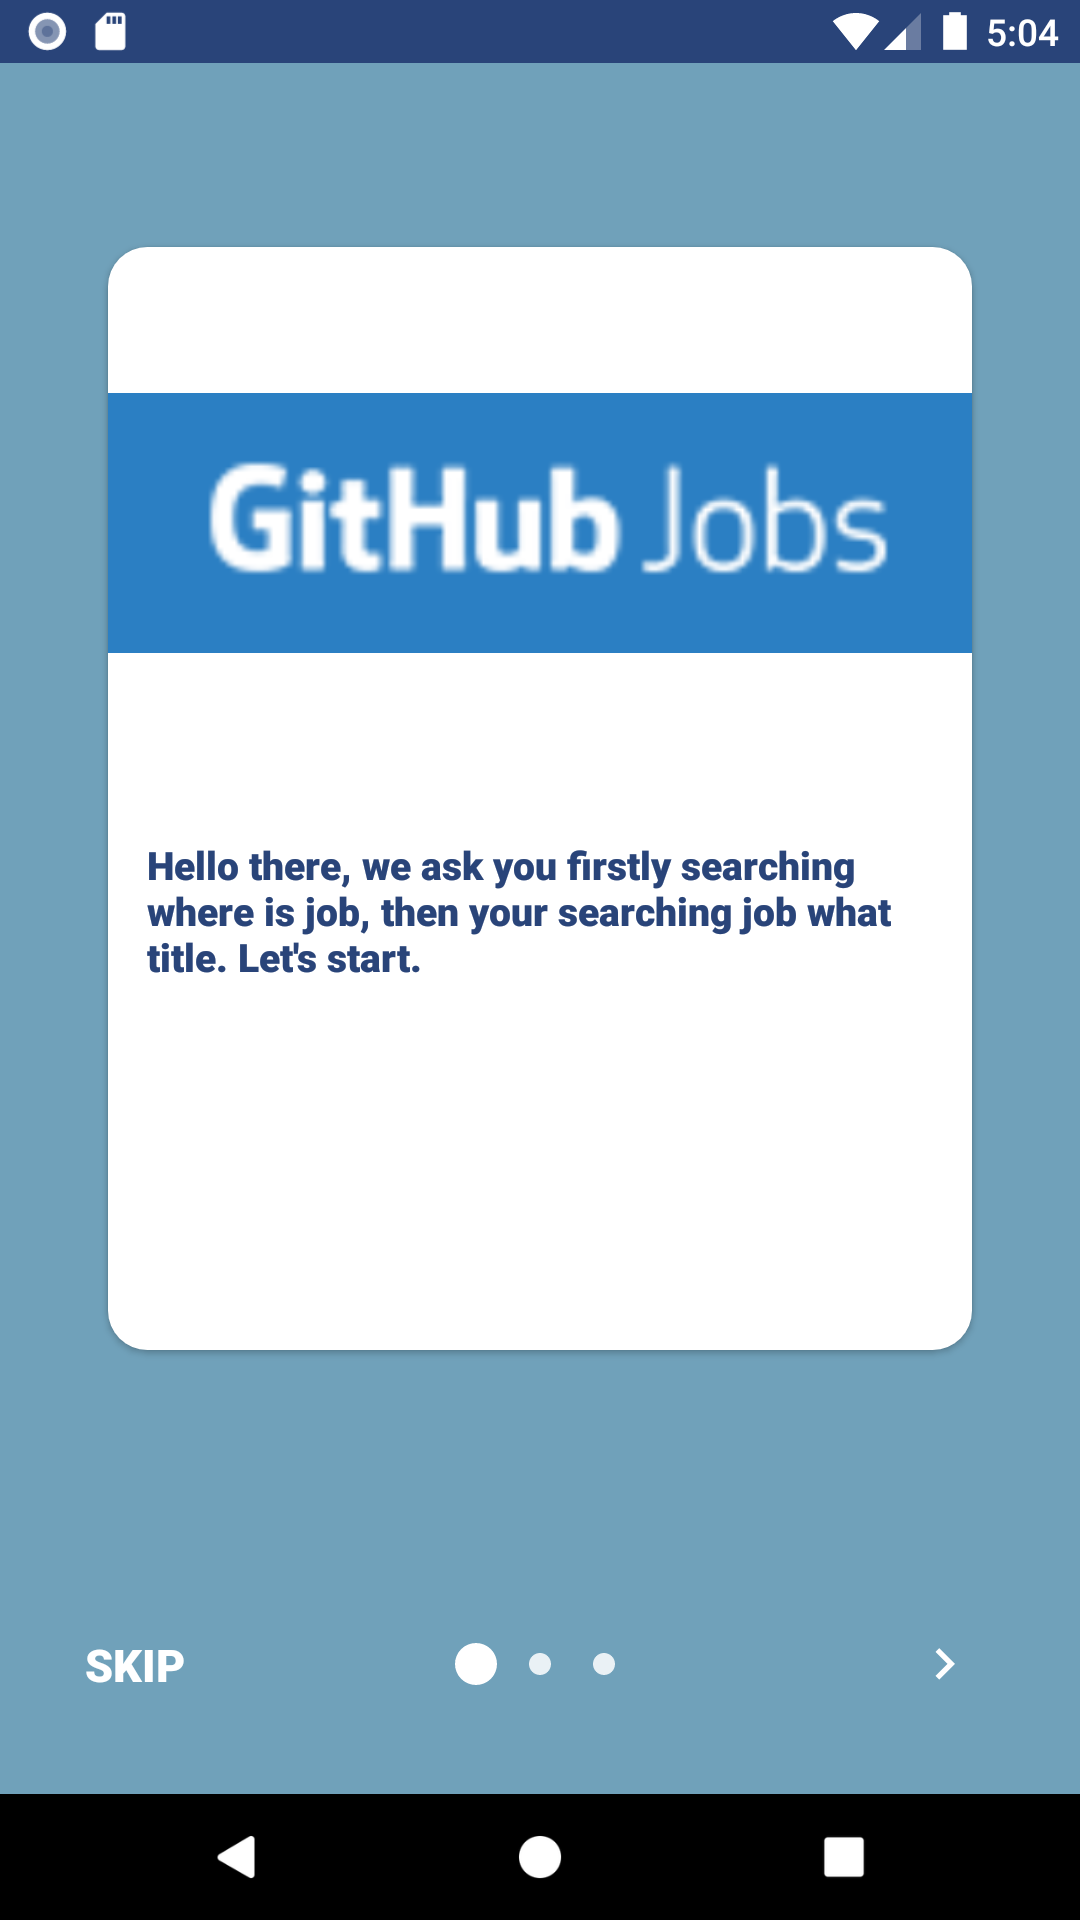 5:04
GitHub Jobs
Hello there, we ask you firstly searching
where is job, then your searching job what
title. Let's start.
SKIP